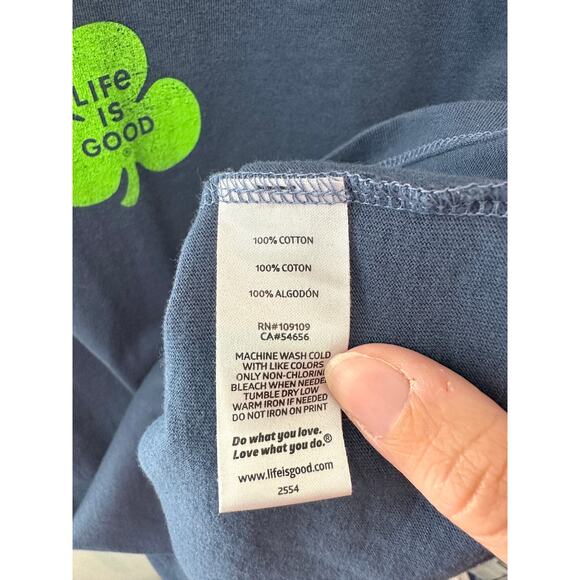 LIFE
IS
GOOD®
100% COTTON
100% COTON
100% ALGODÓN
RN#109109
CA#54656
MACHINE WASH COLD
WITH LIKE COLORS
ONLY NON-CHLORINE
BLEACH WHEN NEEDED
TUMBLE DRY LOW
WARM IRON IF NEEDED
DO NOT IRON ON PRINT
Do what you love.
Love what you do.®
www.lifeisgood.com
2554